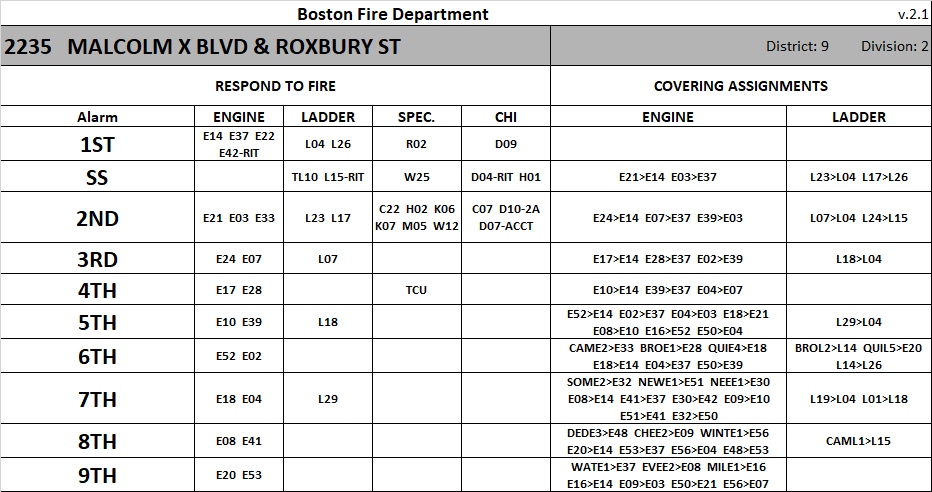 Boston Fire Department v.2.1
2235 MALCOLM X BLVD & ROXBURY ST District: 9 Division: 2
RESPOND TO FIRE COVERING ASSIGNMENTS
Alarm ENGINE LADDER SPEC. CHI ENGINE LADDER
1ST E14 E37 E22 L04 L26 R02 D09
E42-RIT
SS TL10 L15-RIT W25 D04-RIT H01 E21>E14 E03>E37 L23>L04 L17>L26
2ND E21 E03 E33 L23 L17 C22 H02 K06 C07 D10-2A E24>E14 E07>E37 E39>E03 L07>L04 L24>L15
K07 M05 W12 D07-ACCT
3RD E24 E07 L07 E17>E14 E28>E37 E02>E39 L18>L04
4TH E17 E28 TCU E10>E14 E39>E37 E04>E07
5TH E10 E39 L18 E52>E14 E02>E37 E04>E03 E18>E21 L29>L04
E08>E10 E16>E52 E50>E04
6TH E52 E02 CAME2>E33 BROE1>E28 QUIE4>E18 BROL2>L14 QUIL5>E20
E18>E14 E04>E37 E50>E39 L14>L26
7TH E18 E04 L29 SOME2>E32 NEWE1>E51 NEEE1>E30 L19>L04 L01>L18
E08>E14 E41>E37 E30>E42 E09>E10
E51>E41 E32>E50
8TH E08 E41 DEDE3>E48 CHEE2>E09 WINTE1>E56 CAML1>L15
E20>E14 E53>E37 E56>E04 E48>E53
9TH E20 E53 WATE1>E37 EVEE2>E08 MILE1>E16
E16>E14 E09>E03 E50>E21 E56>E07